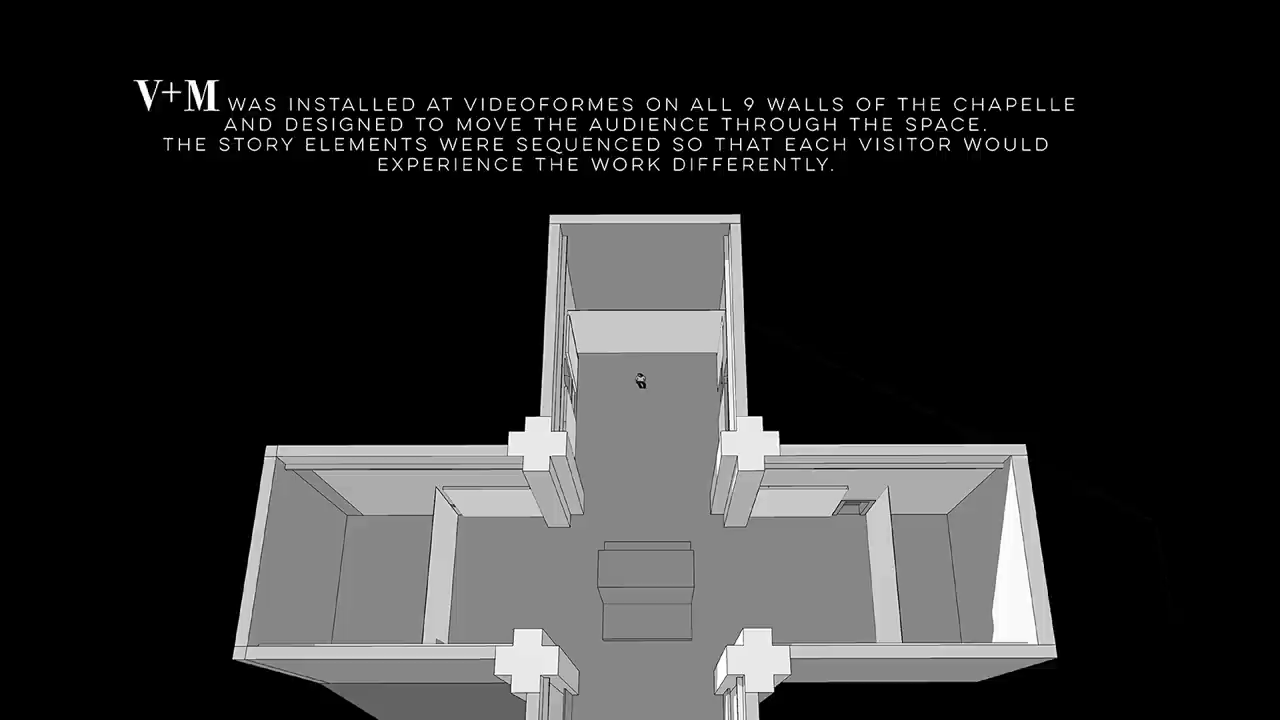 V+M WAS INSTALLED AT VIDEOFORMES ON ALL 9 WALLS OF THE CHAPELLE
AND DESIGNED TO MOVE THE AUDIENCE THROUGH THE SPACE.
THE STORY ELEMENTS WERE SEQUENCED SO THAT EACH VISITOR WOULD
EXPERIENCE THE WORK DIFFERENTLY.